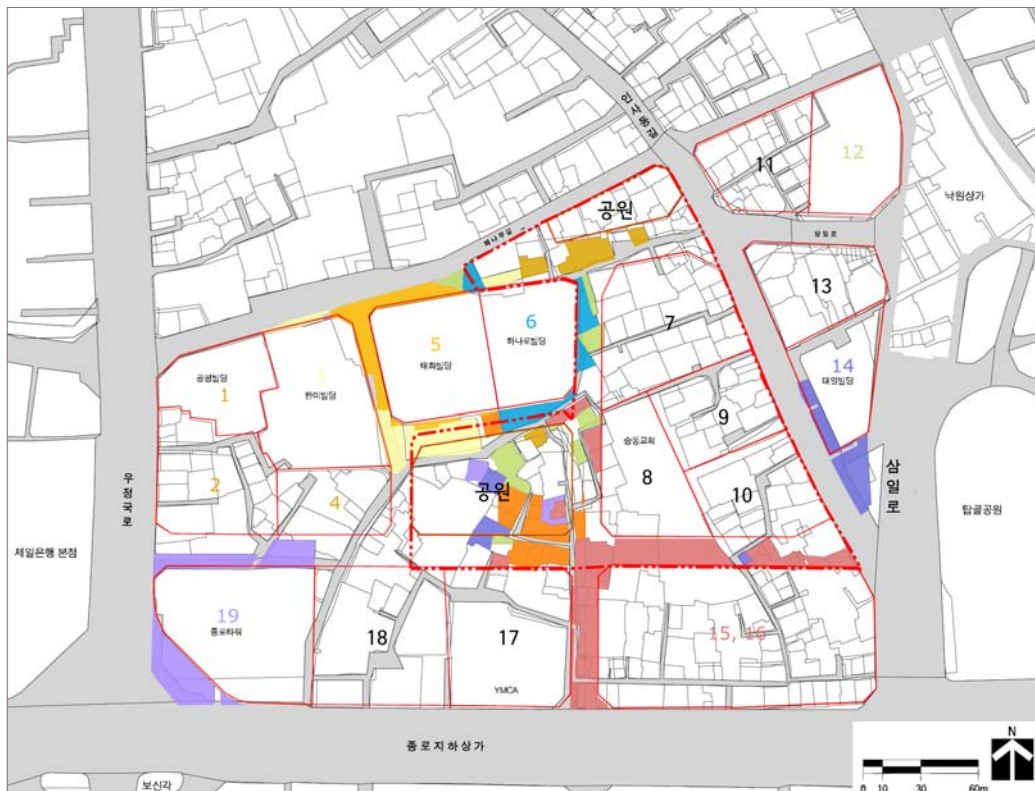 인사동길
공원
11
12
낙원상가
삼일로
13
7
6
하나로빌딩
5
태화빌딩
공평빌딩
1
3
한미빌딩
14
태영빌딩
9
승동교회
8
10
2
4
공원
우정국로
삼일로
탑골공원
제일은행 본점
19
종로타워
18
17
YMCA
15, 16
종로지하상가
보신각
N
0 10 30 60m